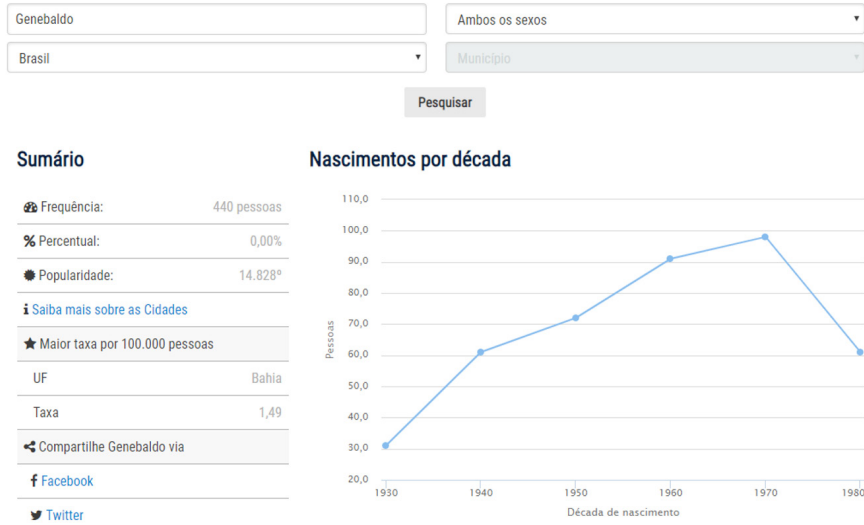 Genebaldo
Ambos os sexos
Brasil
Município
Pesquisar
Sumário
Frequência: 440 pessoas
Percentual: 0,00%
Popularidade: 14.828º
Saiba mais sobre as Cidades
Maior taxa por 100.000 pessoas
UF Bahia
Taxa 1,49
Compartilhe Genebaldo via
Facebook
Twitter
Nascimentos por década
110,0
100,0
90,0
80,0
70,0
60,0
50,0
40,0
30,0
20,0
Pessoas
1930 1940 1950 1960 1970 1980
Década de nascimento